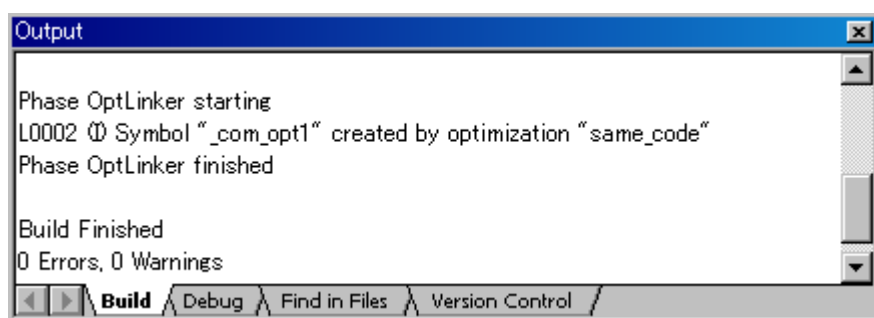 Output
Phase OptLinker starting
L0002 (I) Symbol "_com_opt1" created by optimization "same_code"
Phase OptLinker finished
Build Finished
0 Errors, 0 Warnings
Build Debug Find in Files Version Control